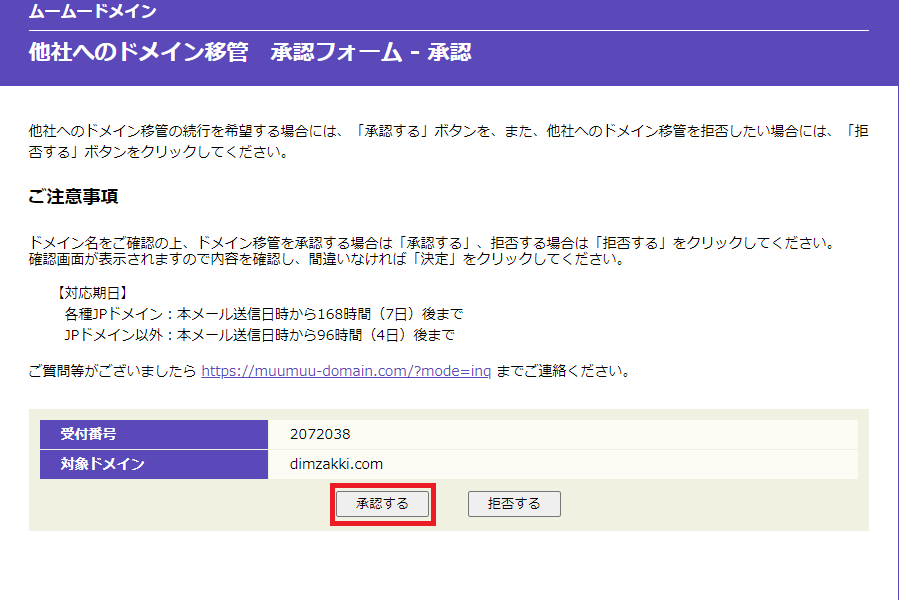 ムームードメイン
他社へのドメイン移管　承認フォーム - 承認
他社へのドメイン移管の続行を希望する場合には、「承認する」ボタンを、また、他社へのドメイン移管を拒否したい場合には、「拒
否する」ボタンをクリックしてください。
ご注意事項
ドメイン名をご確認の上、ドメイン移管を承認する場合は「承認する」、拒否する場合は「拒否する」をクリックしてください。
確認画面が表示されますので内容を確認し、間違いなければ「決定」をクリックしてください。
【対応期日】
各種JPドメイン：本メール送信日時から168時間（7日）後まで
JPドメイン以外：本メール送信日時から96時間（4日）後まで
ご質問等がございましたら https://muumuu-domain.com/?mode=inq までご連絡ください。
受付番号 2072038
対象ドメイン dimzakki.com
承認する 拒否する